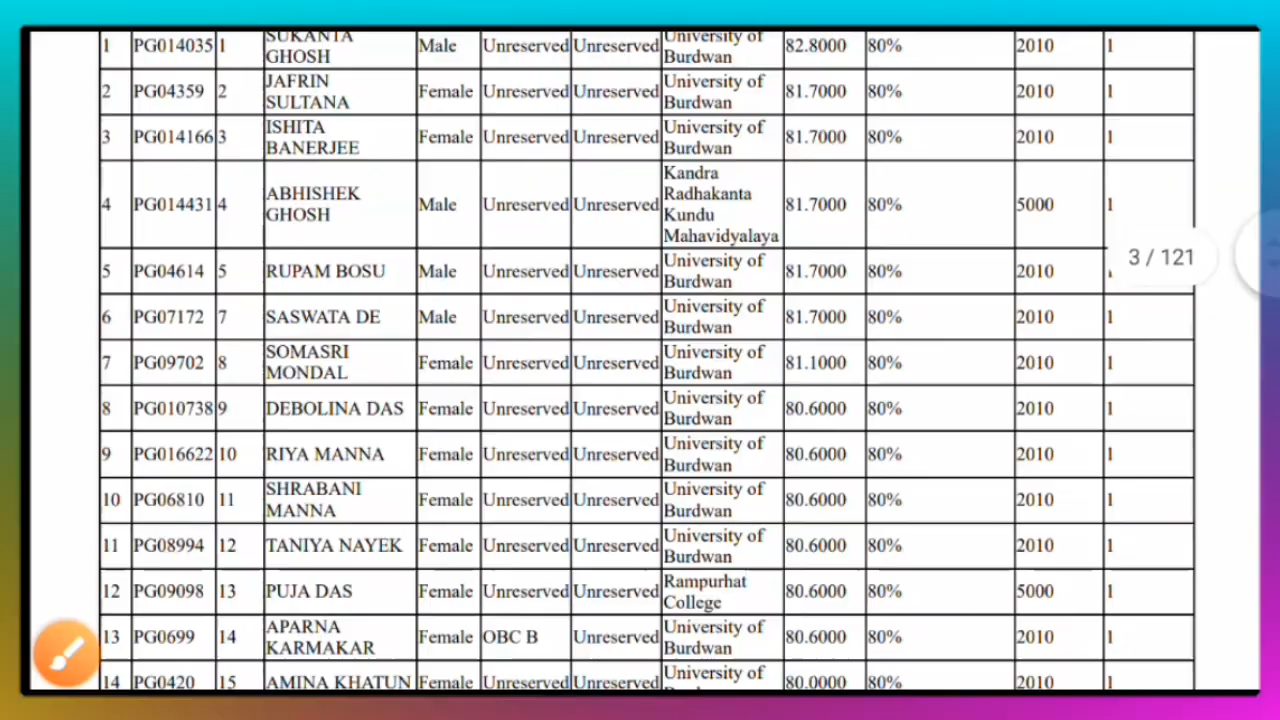 1 PG014035 1 SUKANTA GHOSH Male Unreserved Unreserved University of Burdwan 82.8000 80% 2010 1
2 PG04359 2 JAFRIN SULTANA Female Unreserved Unreserved University of Burdwan 81.7000 80% 2010 1
3 PG014166 3 ISHITA BANERJEE Female Unreserved Unreserved University of Burdwan 81.7000 80% 2010 1
4 PG014431 4 ABHISHEK GHOSH Male Unreserved Unreserved Kandra Radhakanta Kundu Mahavidyalaya 81.7000 80% 5000 1
3 / 121
5 PG04614 5 RUPAM BOSU Male Unreserved Unreserved University of Burdwan 81.7000 80% 2010
6 PG07172 7 SASWATA DE Male Unreserved Unreserved University of Burdwan 81.7000 80% 2010 1
7 PG09702 8 SOMASRI MONDAL Female Unreserved Unreserved University of Burdwan 81.1000 80% 2010 1
8 PG010738 9 DEBOLINA DAS Female Unreserved Unreserved University of Burdwan 80.6000 80% 2010 1
9 PG016622 10 RIYA MANNA Female Unreserved Unreserved University of Burdwan 80.6000 80% 2010 1
10 PG06810 11 SHRABANI MANNA Female Unreserved Unreserved University of Burdwan 80.6000 80% 2010 1
11 PG08994 12 TANIYA NAYEK Female Unreserved Unreserved University of Burdwan 80.6000 80% 2010 1
12 PG09098 13 PUJA DAS Female Unreserved Unreserved Rampurhat College 80.6000 80% 5000 1
13 PG0699 14 APARNA KARMAKAR Female OBC B Unreserved University of Burdwan 80.6000 80% 2010 1
14 PG0420 15 AMINA KHATUN Female Unreserved Unreserved University of 80.0000 80% 2010 1